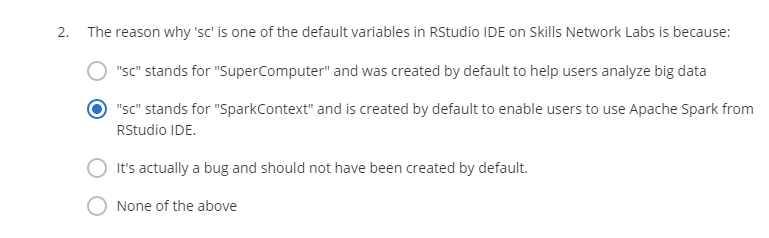 2. The reason why 'sc' is one of the default variables in RStudio IDE on Skills Network Labs is because:
"sc" stands for "SuperComputer" and was created by default to help users analyze big data
"sc" stands for "SparkContext" and is created by default to enable users to use Apache Spark from
RStudio IDE.
It's actually a bug and should not have been created by default.
None of the above